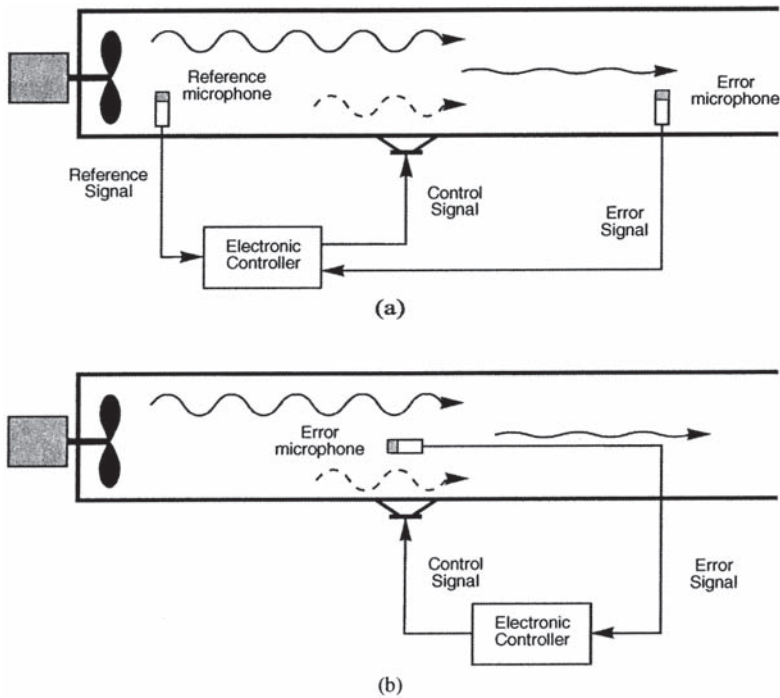 Reference
microphone
Error
microphone
Reference
Signal
Control
Signal
Error
Signal
Electronic
Controller
(a)
Error
microphone
Control
Signal
Error
Signal
Electronic
Controller
(b)